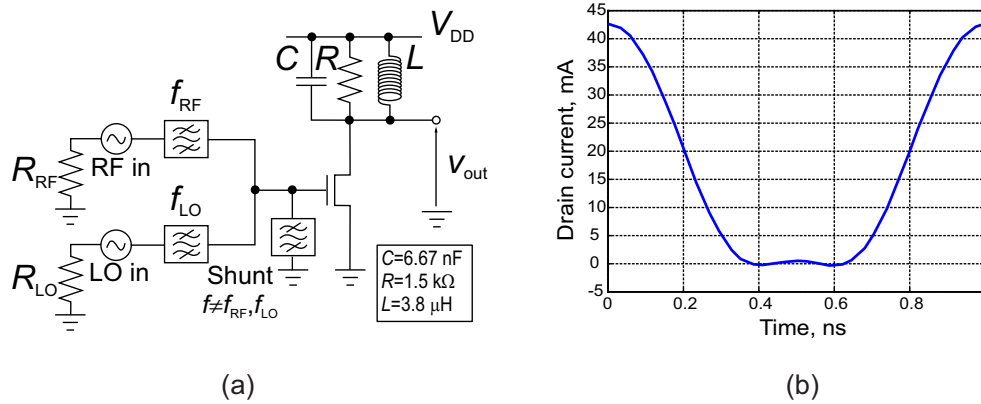 V_DD
C R L
f_RF
R_RF
RF in
v_out
f_LO
R_LO
LO in
Shunt
f≠f_RF,f_LO
C=6.67 nF
R=1.5 kΩ
L=3.8 μH
(a)
Drain current, mA
45
40
35
30
25
20
15
10
5
0
-5
0 0.2 0.4 0.6 0.8
Time, ns
(b)